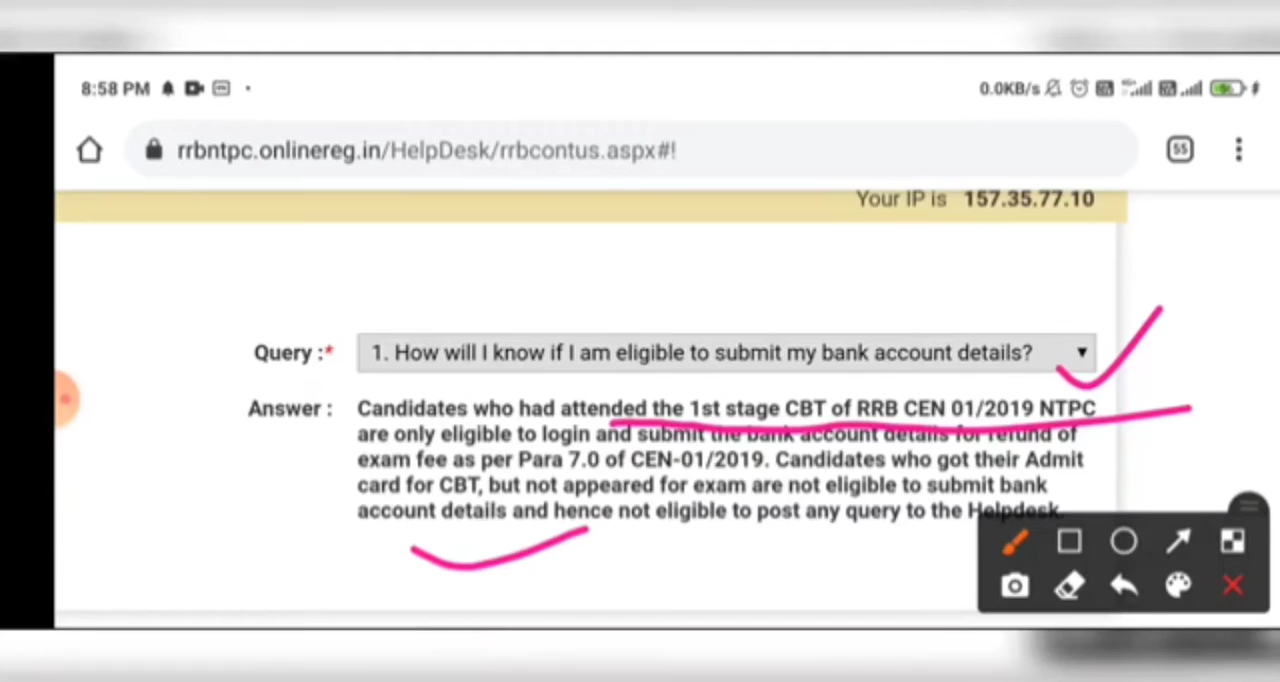 8:58 PM
0.0KB/s
rrbntpc.onlinereg.in/HelpDesk/rrbcontus.aspx#!
55
Your IP is 157.35.77.10
Query :* 1. How will I know if I am eligible to submit my bank account details?
Answer : Candidates who had attended the 1st stage CBT of RRB CEN 01/2019 NTPC
are only eligible to login and submit the bank account details for refund of
exam fee as per Para 7.0 of CEN-01/2019. Candidates who got their Admit
card for CBT, but not appeared for exam are not eligible to submit bank
account details and hence not eligible to post any query to the Helpdesk.